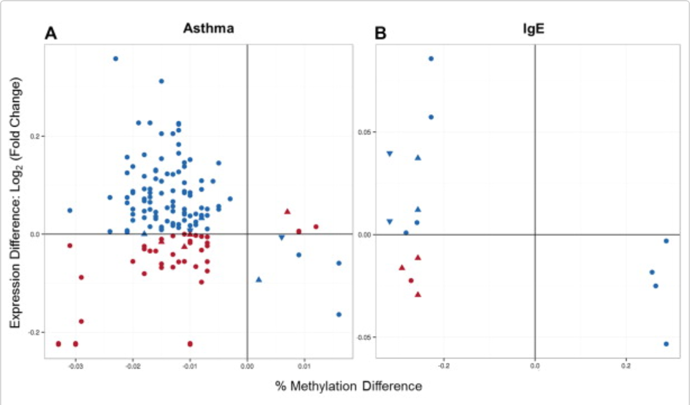 A Asthma
B IgE
Expression Difference: Log2 (Fold Change)
0.2
0.0
-0.2
0.05
0.00
-0.05
-0.03 -0.02 -0.01 0.00 0.01
-0.2 0.0 0.2
% Methylation Difference